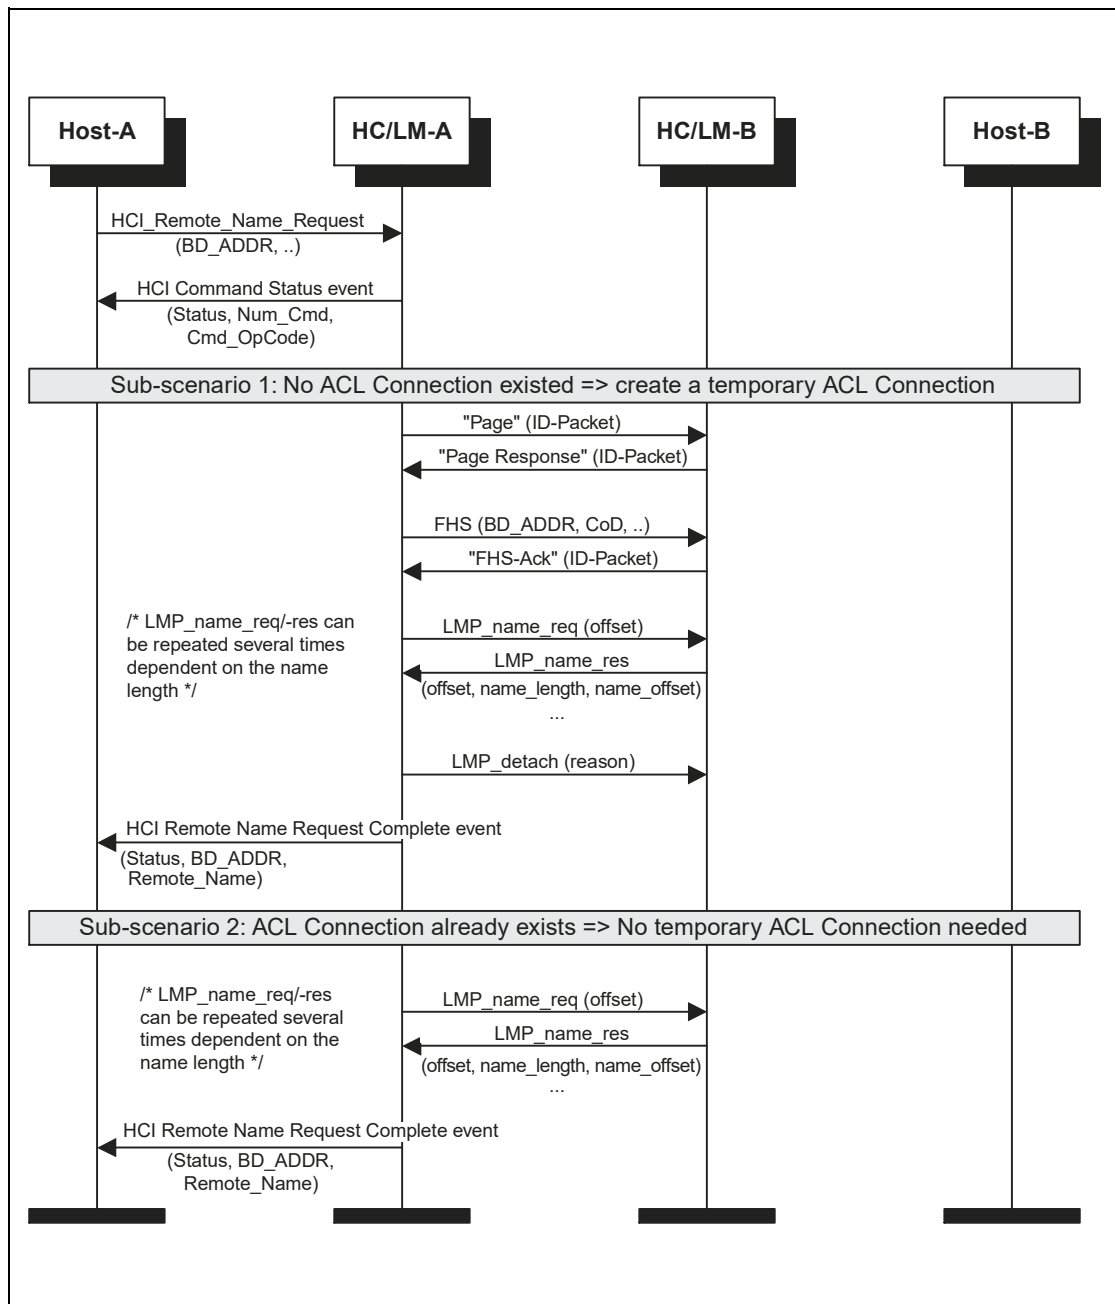 Host-A
HC/LM-A
HC/LM-B
Host-B
HCI_Remote_Name_Request
(BD_ADDR, ..)
HCI Command Status event
(Status, Num_Cmd,
Cmd_OpCode)
Sub-scenario 1: No ACL Connection existed => create a temporary ACL Connection
"Page" (ID-Packet)
"Page Response" (ID-Packet)
FHS (BD_ADDR, CoD, ..)
"FHS-Ack" (ID-Packet)
/* LMP_name_req/-res can
be repeated several times
dependent on the name
length */
LMP_name_req (offset)
LMP_name_res
(offset, name_length, name_offset)
...
LMP_detach (reason)
HCI Remote Name Request Complete event
(Status, BD_ADDR,
Remote_Name)
Sub-scenario 2: ACL Connection already exists => No temporary ACL Connection needed
/* LMP_name_req/-res
can be repeated several
times dependent on the
name length */
LMP_name_req (offset)
LMP_name_res
(offset, name_length, name_offset)
...
HCI Remote Name Request Complete event
(Status, BD_ADDR,
Remote_Name)